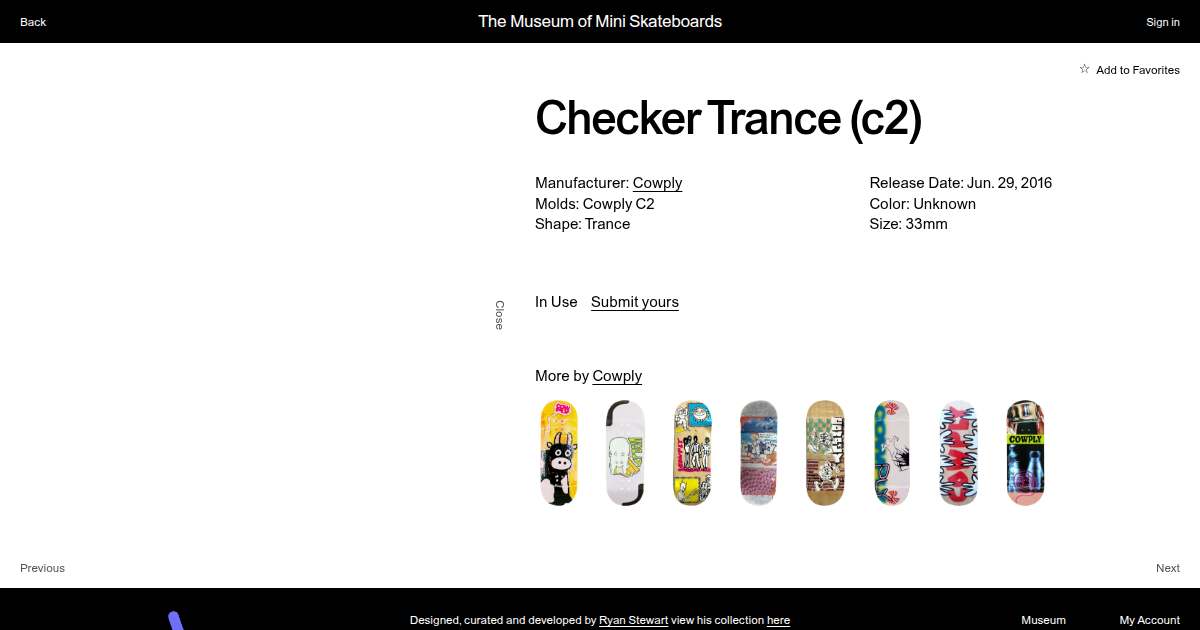 Back
The Museum of Mini Skateboards
Sign in
☆ Add to Favorites
Checker Trance (c2)
Manufacturer: Cowply
Molds: Cowply C2
Shape: Trance
Release Date: Jun. 29, 2016
Color: Unknown
Size: 33mm
Close
In Use Submit yours
More by Cowply
COWPLY
Previous
Next
Designed, curated and developed by Ryan Stewart view his collection here
Museum
My Account